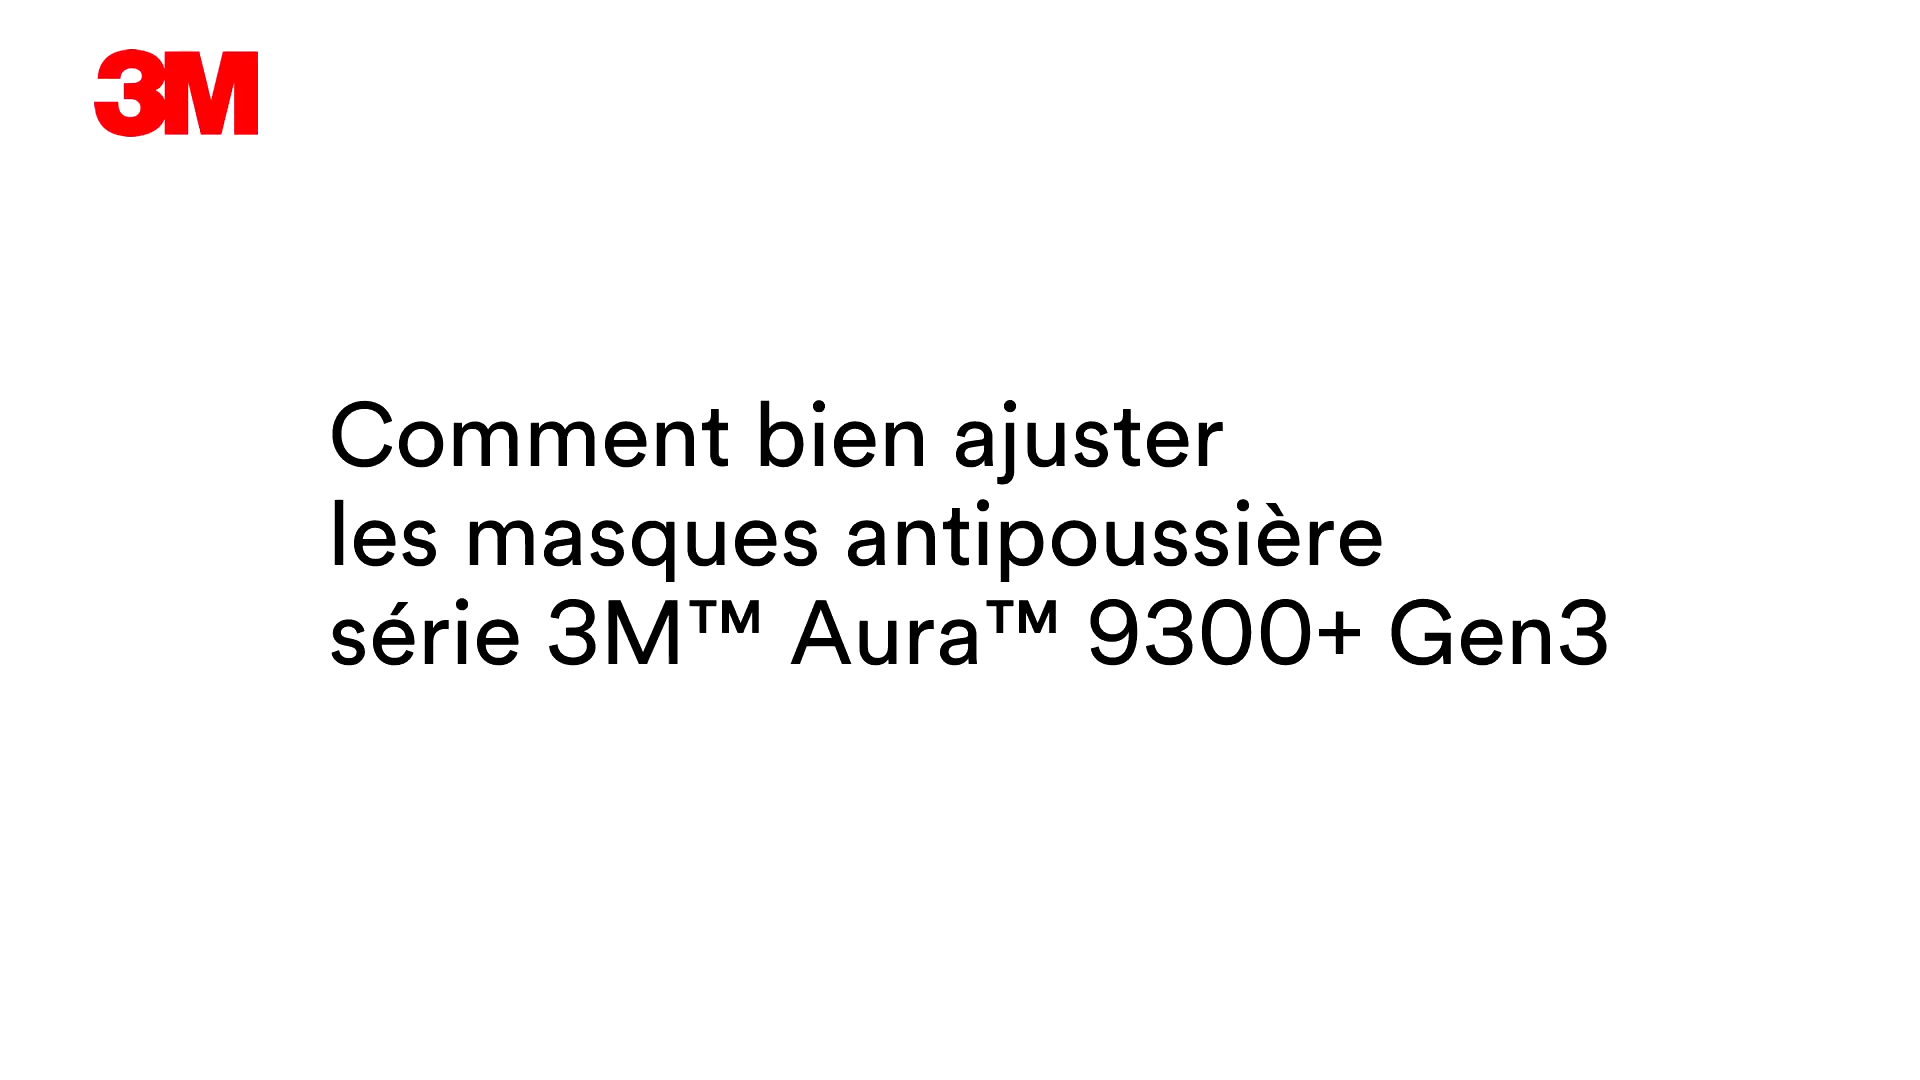 3M
Comment bien ajuster
les masques antipoussière
série 3M™ Aura™ 9300+ Gen3